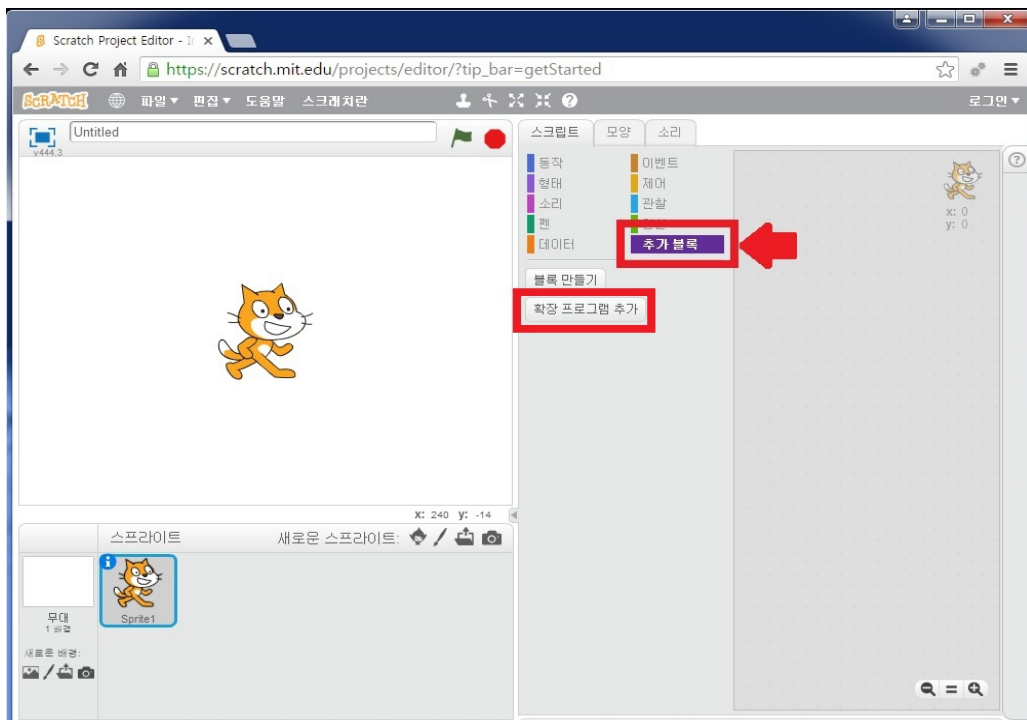 Scratch Project Editor - I
https://scratch.mit.edu/projects/editor/?tip_bar=getStarted
SCRATCH 파일 편집 도움말 스크래치란 로그인
Untitled
v444.3
스크립트 모양 소리
동작 이벤트
형태 제어
소리 관찰
펜
데이터 추가 블록
블록 만들기
확장 프로그램 추가
x: 0
y: 0
X: 240 y: -14
스프라이트 새로운 스프라이트:
무대
1 배경
Sprite1
새로운 배경: